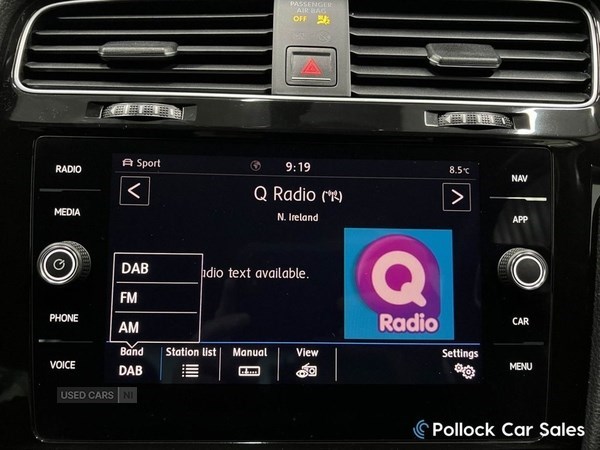 PASSENGER
AIR BAG
OFF
RADIO
MEDIA
PHONE
VOICE
Sport
9:19
8.5°C
Q Radio
N. Ireland
adio text available.
Q
Radio
DAB
FM
AM
Band
DAB
Station list
Manual
View
Settings
NAV
APP
CAR
MENU
USED CARS NI
Pollock Car Sales